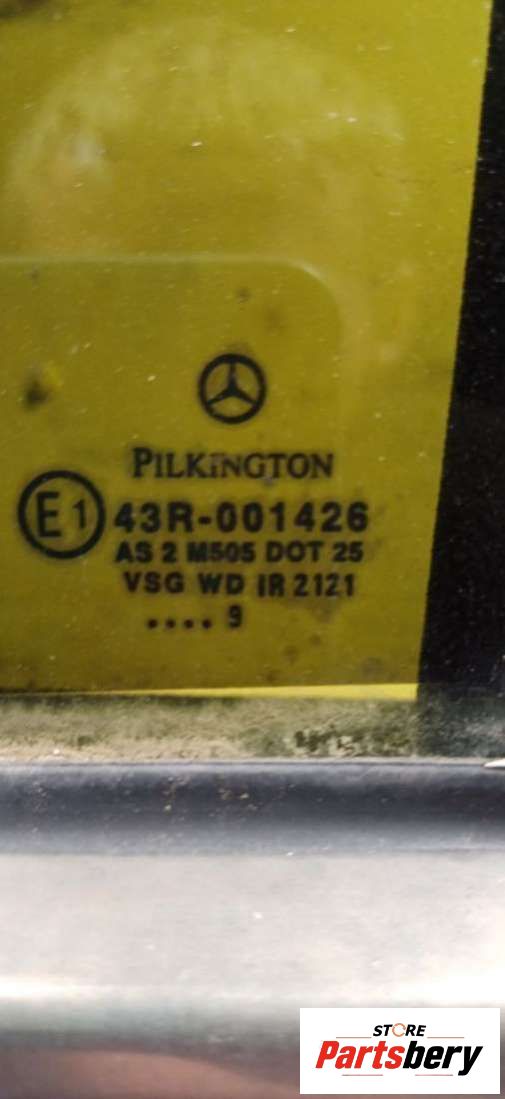 PILKINGTON
E1 43R-001426
AS 2 M505 DOT 25
VSG WD IR 2121
.... 9
STORE
Partsbery